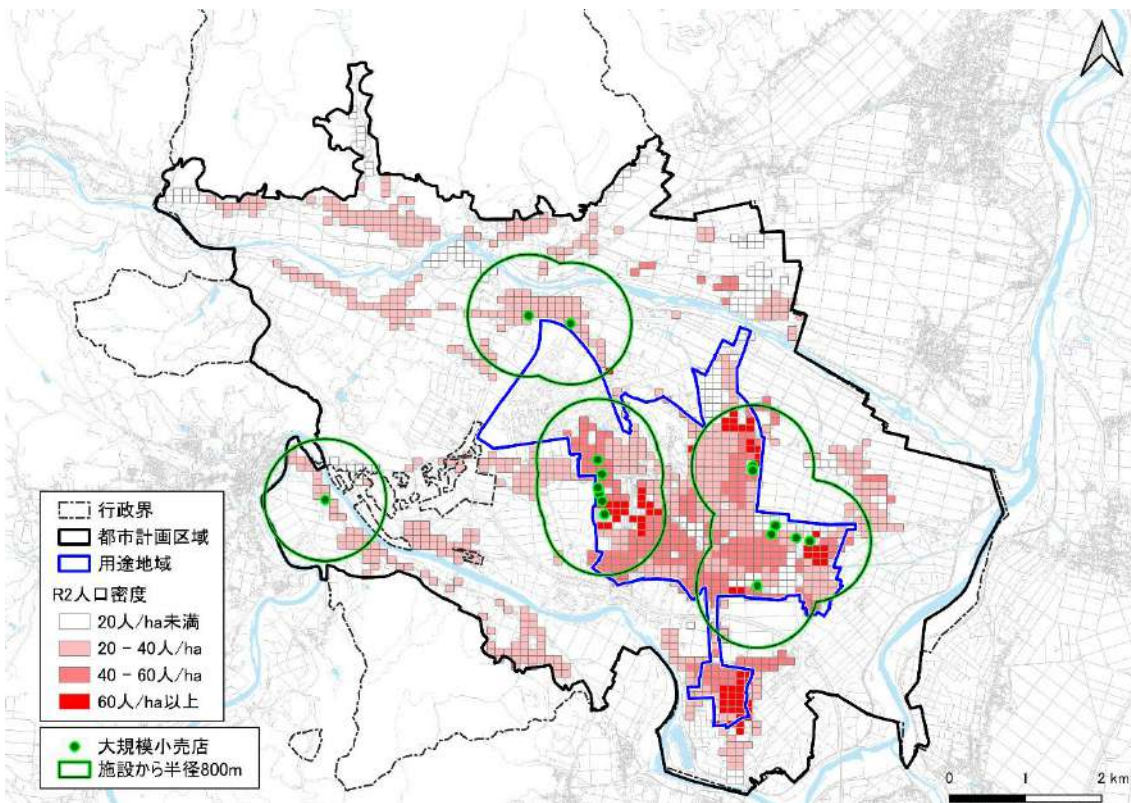 行政界
都市計画区域
用途地域
R2人口密度
20人/ha未満
20 - 40人/ha
40 - 60人/ha
60人/ha以上
大規模小売店
施設から半径800m
0 1 2 km